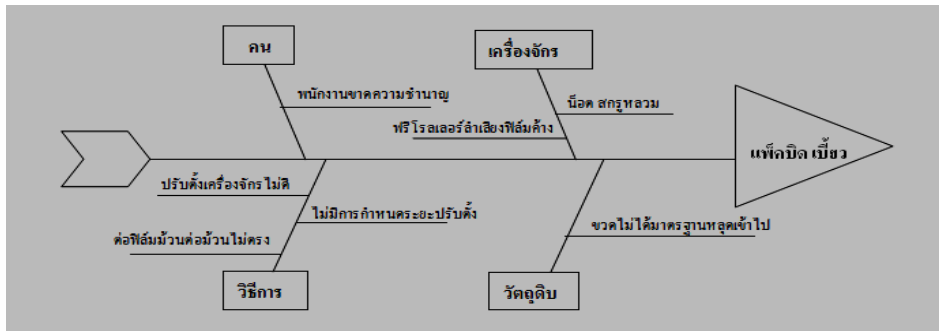 คน
เครื่องจักร
พนักงานขาดความชำนาญ
น็อต สกรูหลวม
ฟรีโรลเลอร์ลำเลียงฟิล์มค้าง
แพ็คบิด เบี้ยว
ปรับตั้งเครื่องจักรไม่ดี
ไม่มีการกำหนดระยะปรับตั้ง
ขวดไม่ได้มาตรฐานหลุดเข้าไป
ต่อฟิล์มม้วนต่อม้วนไม่ตรง
วิธีการ
วัตถุดิบ